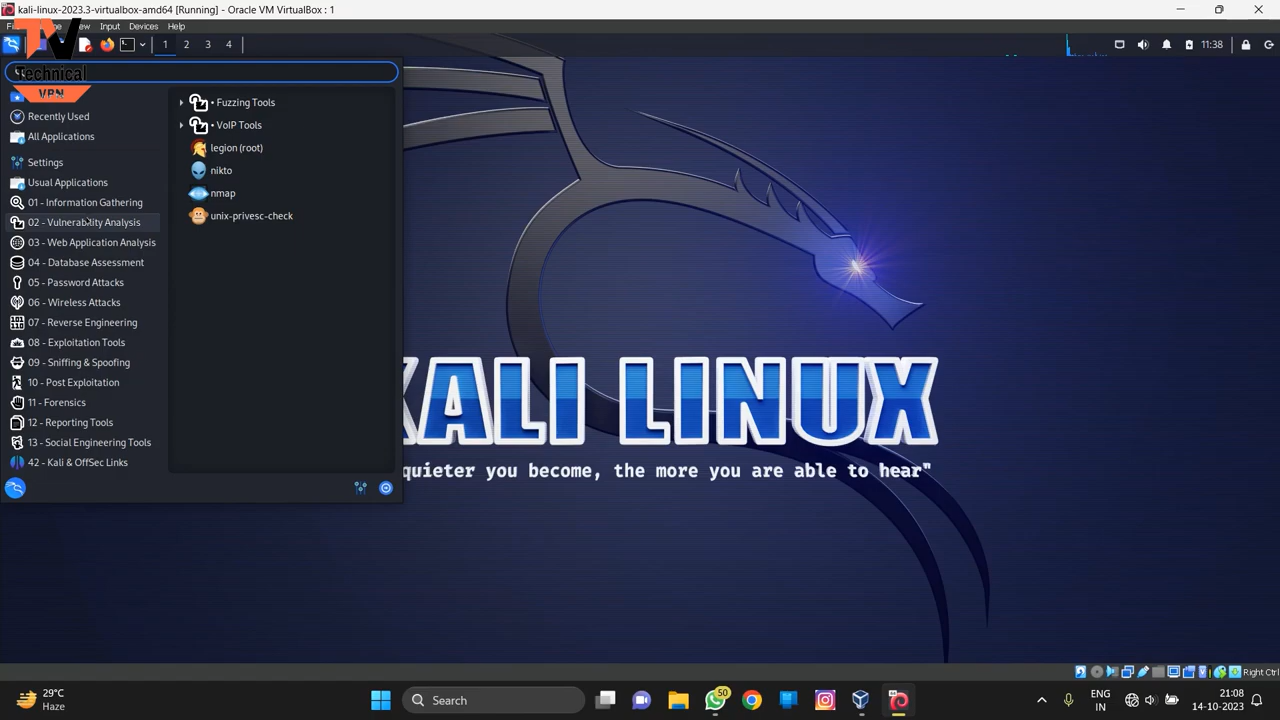 kali-linux-2023.3-virtualbox-amd64 [Running] - Oracle VM VirtualBox : 1
Input Devices Help
1 2 3 4
11:38
TV
Technical
VPN
Recently Used
All Applications
Settings
Usual Applications
01 - Information Gathering
02 - Vulnerability Analysis
03 - Web Application Analysis
04 - Database Assessment
05 - Password Attacks
06 - Wireless Attacks
07 - Reverse Engineering
08 - Exploitation Tools
09 - Sniffing & Spoofing
10 - Post Exploitation
11 - Forensics
12 - Reporting Tools
13 - Social Engineering Tools
42 - Kali & OffSec Links
• Fuzzing Tools
• VoIP Tools
legion (root)
nikto
nmap
unix-privesc-check
KALI LINUX
quieter you become, the more you are able to hear"
Right Ctrl
29°C
Haze
Search
50
ENG
IN
21:08
14-10-2023